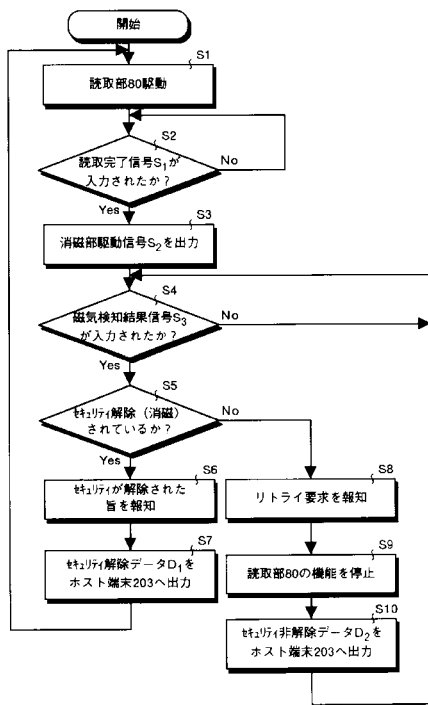 開始
S1
読取部80駆動
S2
読取完了信号S₁が
入力されたか？
No
Yes
S3
消磁部駆動信号S₂を出力
S4
磁気検知結果信号S₃
が入力されたか？
No
Yes
S5
ｾｷｭﾘﾃｨ解除（消磁）
されているか？
No
Yes
S6
ｾｷｭﾘﾃｨが解除された
旨を報知
S8
リトライ要求を報知
S7
ｾｷｭﾘﾃｨ解除データD₁を
ホスト端末203へ出力
S9
読取部80の機能を停止
S10
ｾｷｭﾘﾃｨ非解除データD₂を
ホスト端末203へ出力